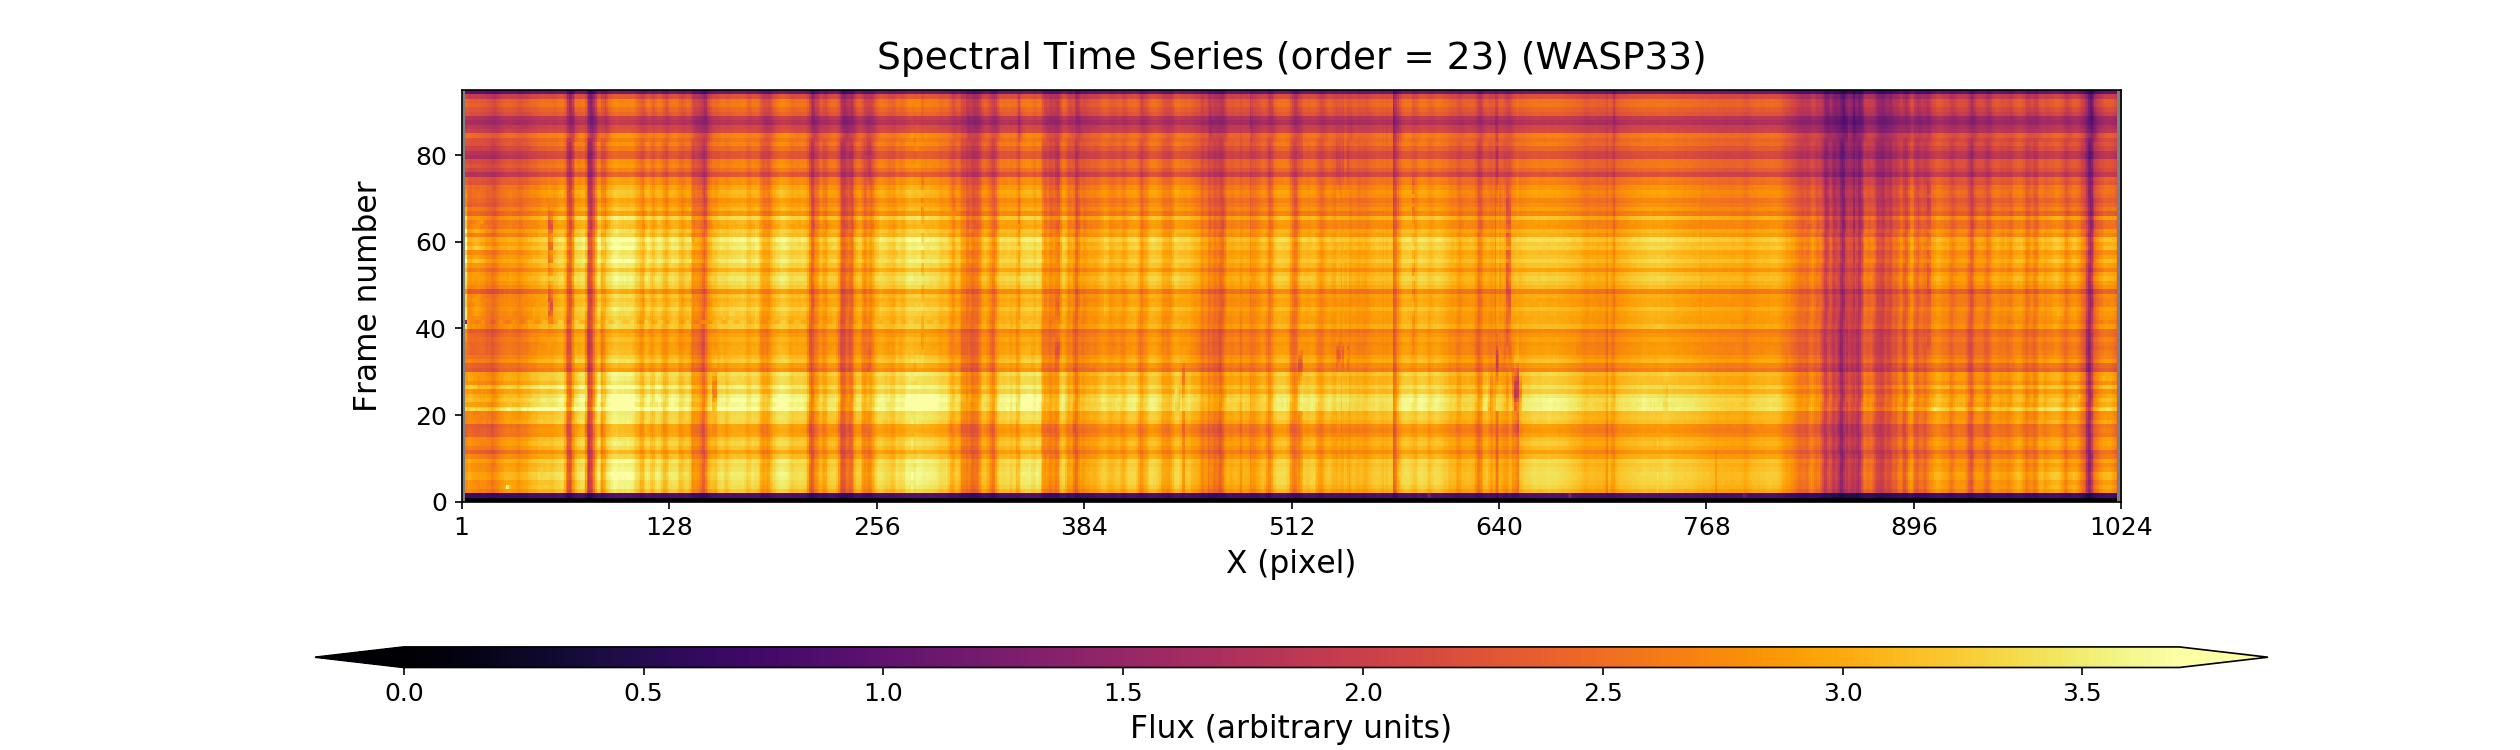 Spectral Time Series (order = 23) (WASP33)
80
60
40
20
0
Frame number
1 128 256 384 512 640 768 896 1024
X (pixel)
0.0 0.5 1.0 1.5 2.0 2.5 3.0 3.5
Flux (arbitrary units)